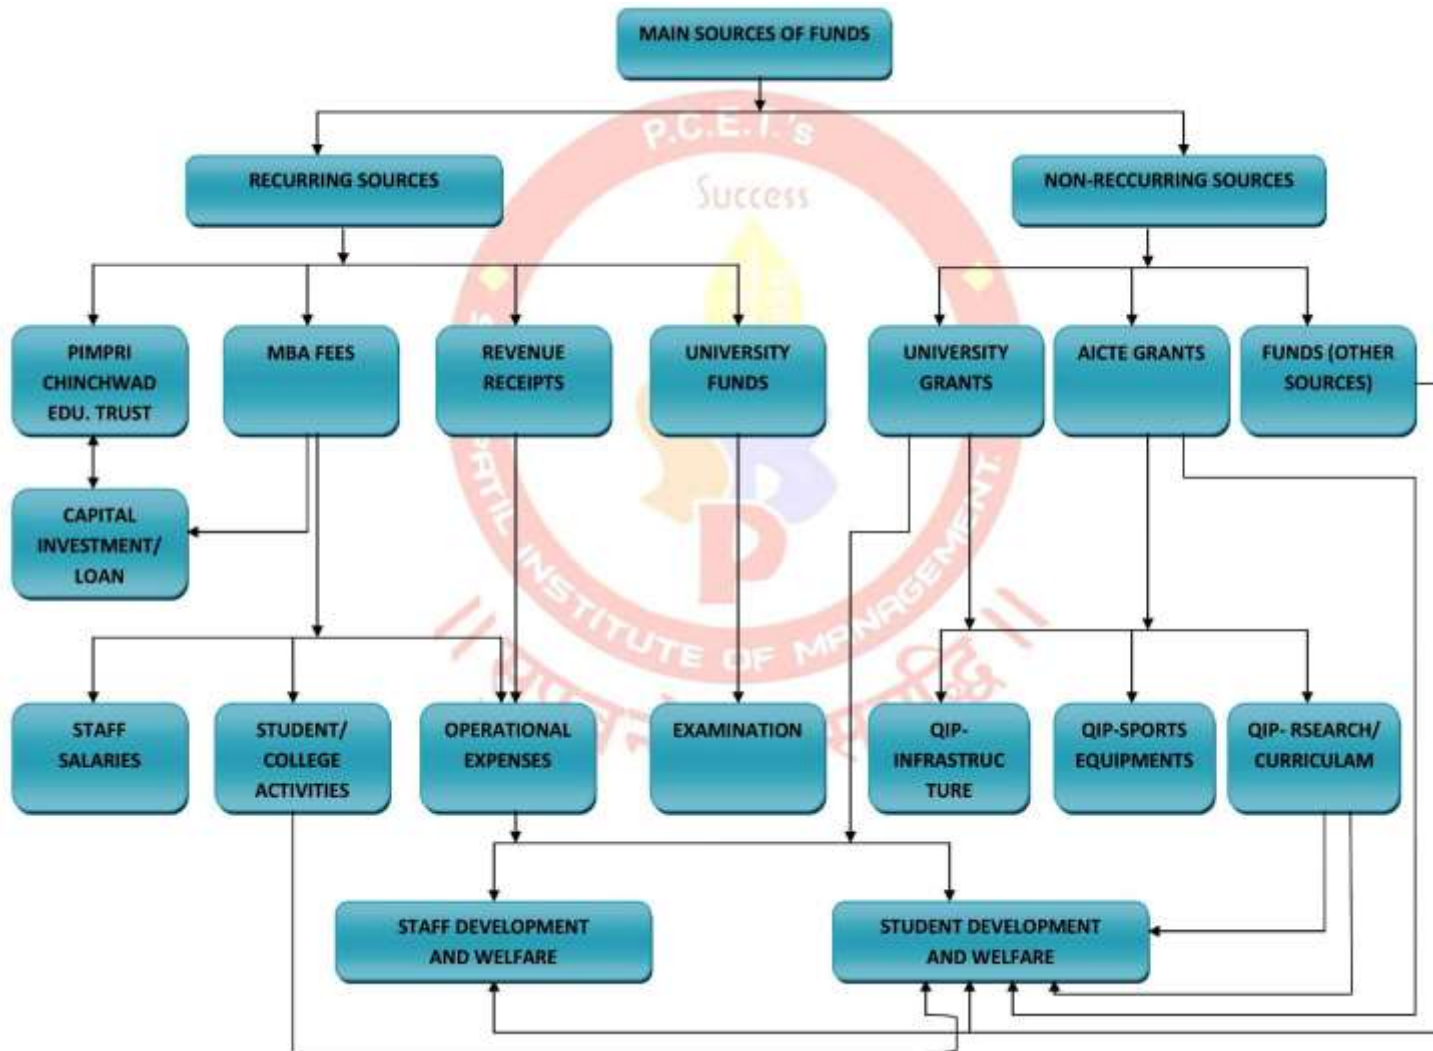 MAIN SOURCES OF FUNDS
RECURRING SOURCES
NON-RECCURRING SOURCES
PIMPRI
CHINCHWAD
EDU. TRUST
MBA FEES
REVENUE
RECEIPTS
UNIVERSITY
FUNDS
UNIVERSITY
GRANTS
AICTE GRANTS
FUNDS (OTHER
SOURCES)
CAPITAL
INVESTMENT/
LOAN
STAFF
SALARIES
STUDENT/
COLLEGE
ACTIVITIES
OPERATIONAL
EXPENSES
EXAMINATION
QIP-
INFRASTRUC
TURE
QIP-SPORTS
EQUIPMENTS
QIP- RSEARCH/
CURRICULAM
STAFF DEVELOPMENT
AND WELFARE
STUDENT DEVELOPMENT
AND WELFARE
P.C.E.T.'s
Success
PATIL INSTITUTE OF MANAGEMENT